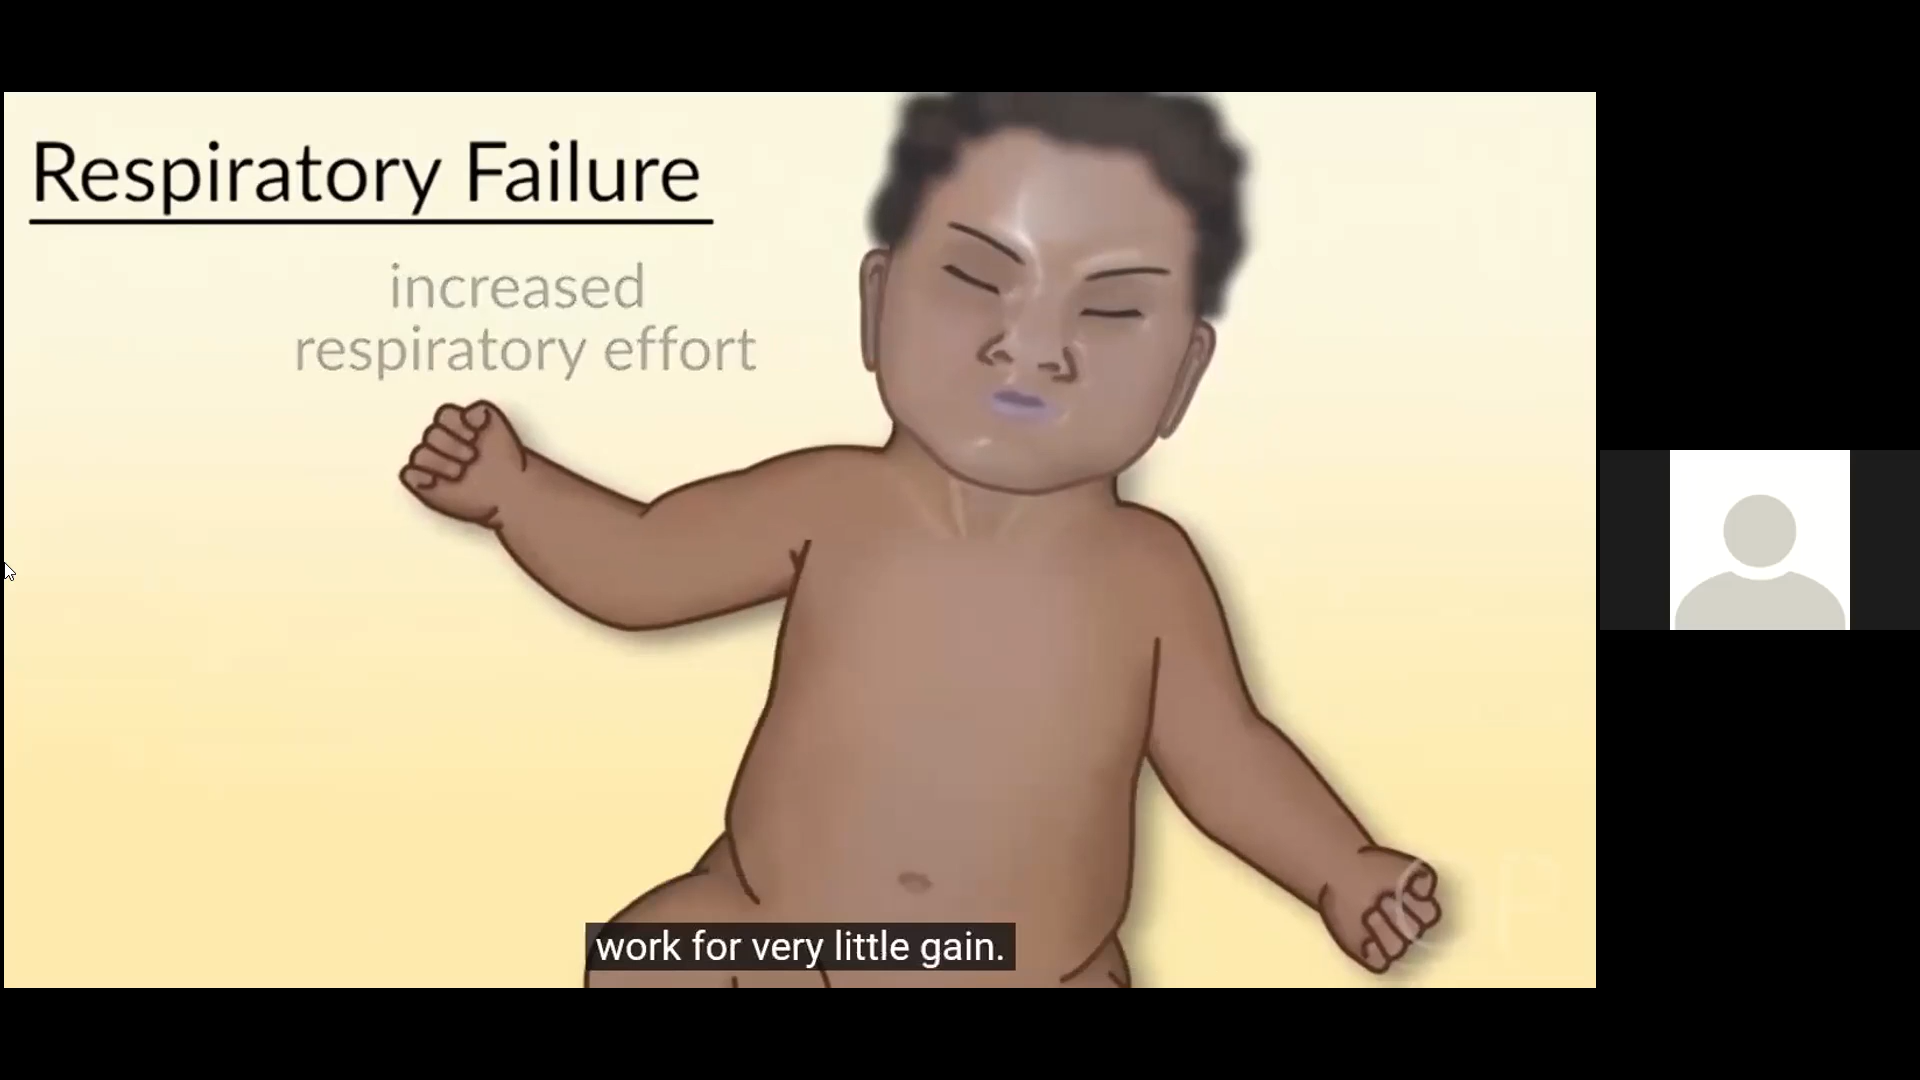 Respiratory Failure
increased
respiratory effort
work for very little gain.